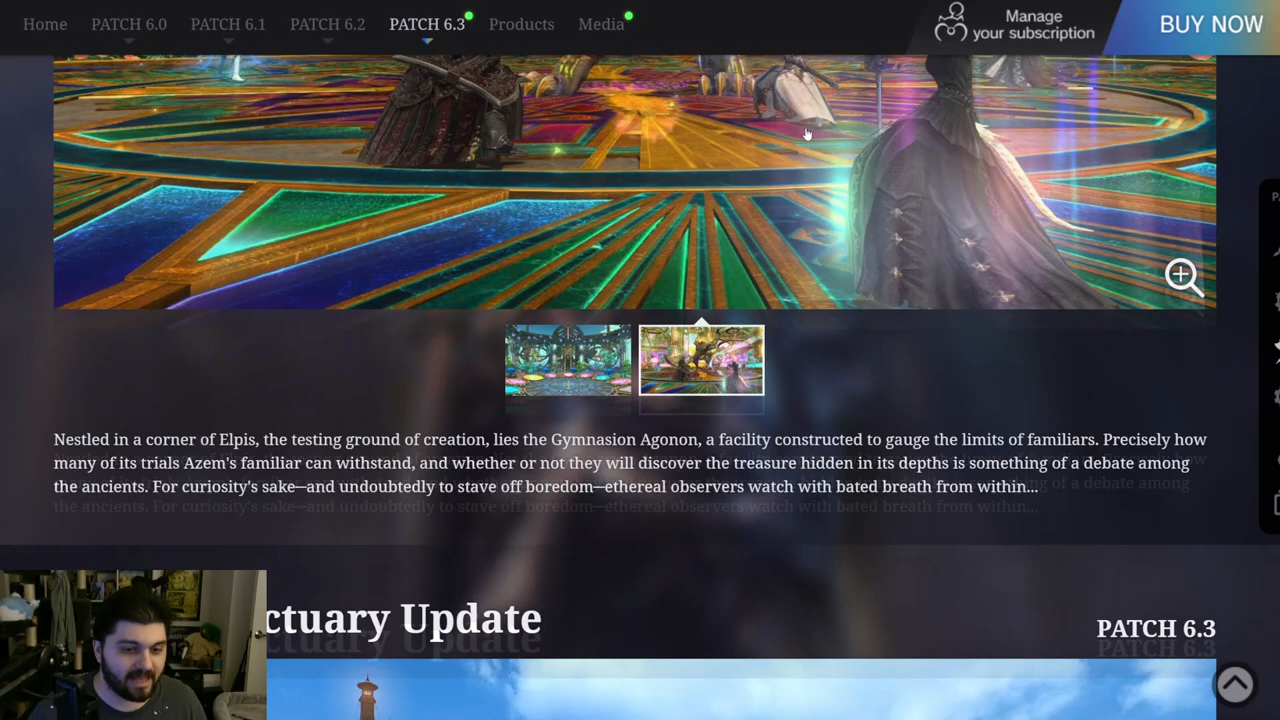 Home
PATCH 6.0
PATCH 6.1
PATCH 6.2
PATCH 6.3
Products
Media
Manage
your subscription
BUY NOW
Nestled in a corner of Elpis, the testing ground of creation, lies the Gymnasion Agonon, a facility constructed to gauge the limits of familiars. Precisely how
many of its trials Azem's familiar can withstand, and whether or not they will discover the treasure hidden in its depths is something of a debate among
the ancients. For curiosity's sake—and undoubtedly to stave off boredom—ethereal observers watch with bated breath from within...
ctuary Update
PATCH 6.3